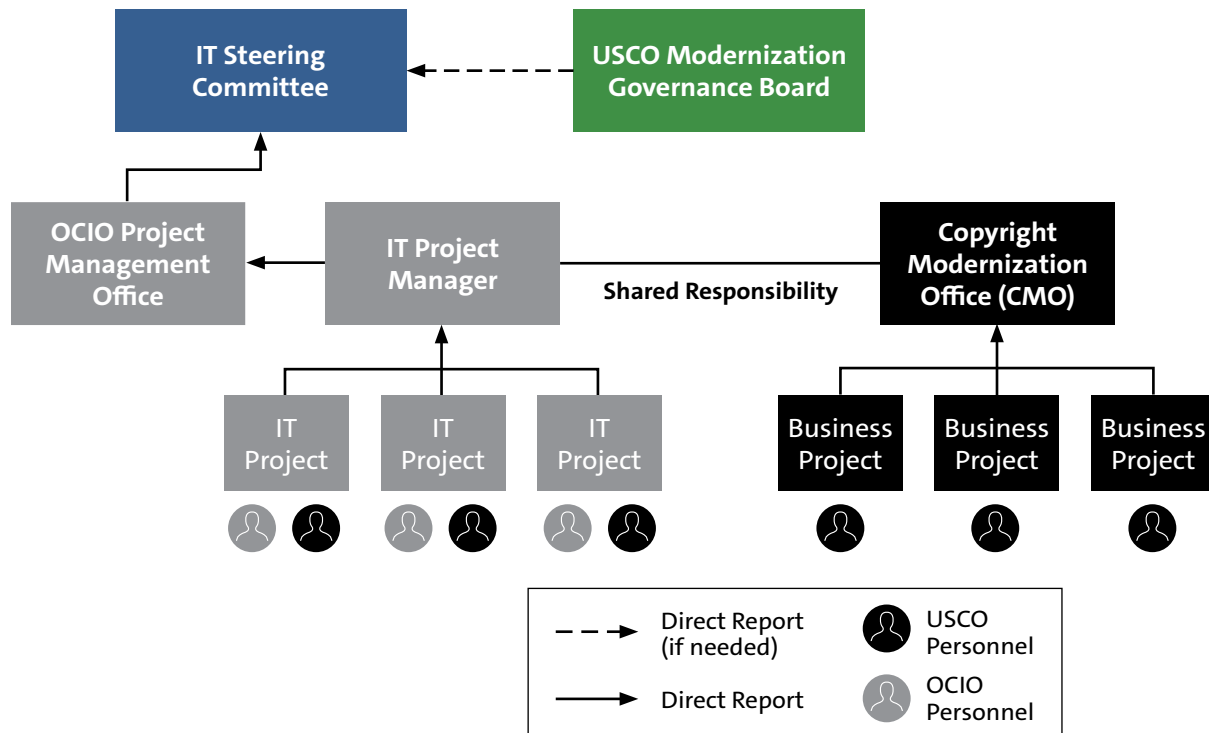 IT Steering
Committee
USCO Modernization
Governance Board
OCIO Project
Management
Office
IT Project
Manager
Shared Responsibility
Copyright
Modernization
Office (CMO)
IT
Project
IT
Project
IT
Project
Business
Project
Business
Project
Business
Project
Direct Report
(if needed)
USCO
Personnel
Direct Report
OCIO
Personnel